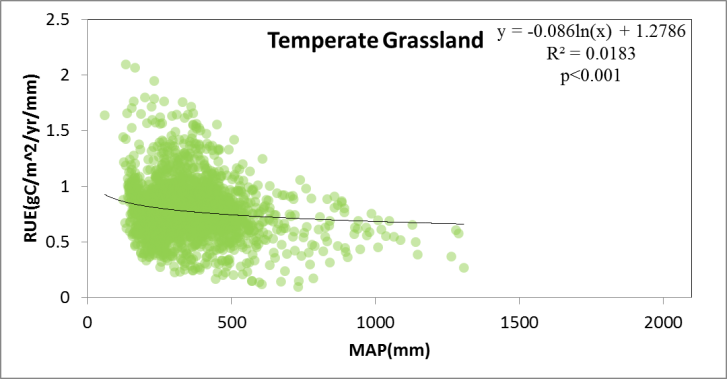 Temperate Grassland
y = -0.086ln(x) + 1.2786
R² = 0.0183
p<0.001
RUE(gC/m^2/yr/mm)
2.5
2
1.5
1
0.5
0
0 500 1000 1500 2000
MAP(mm)